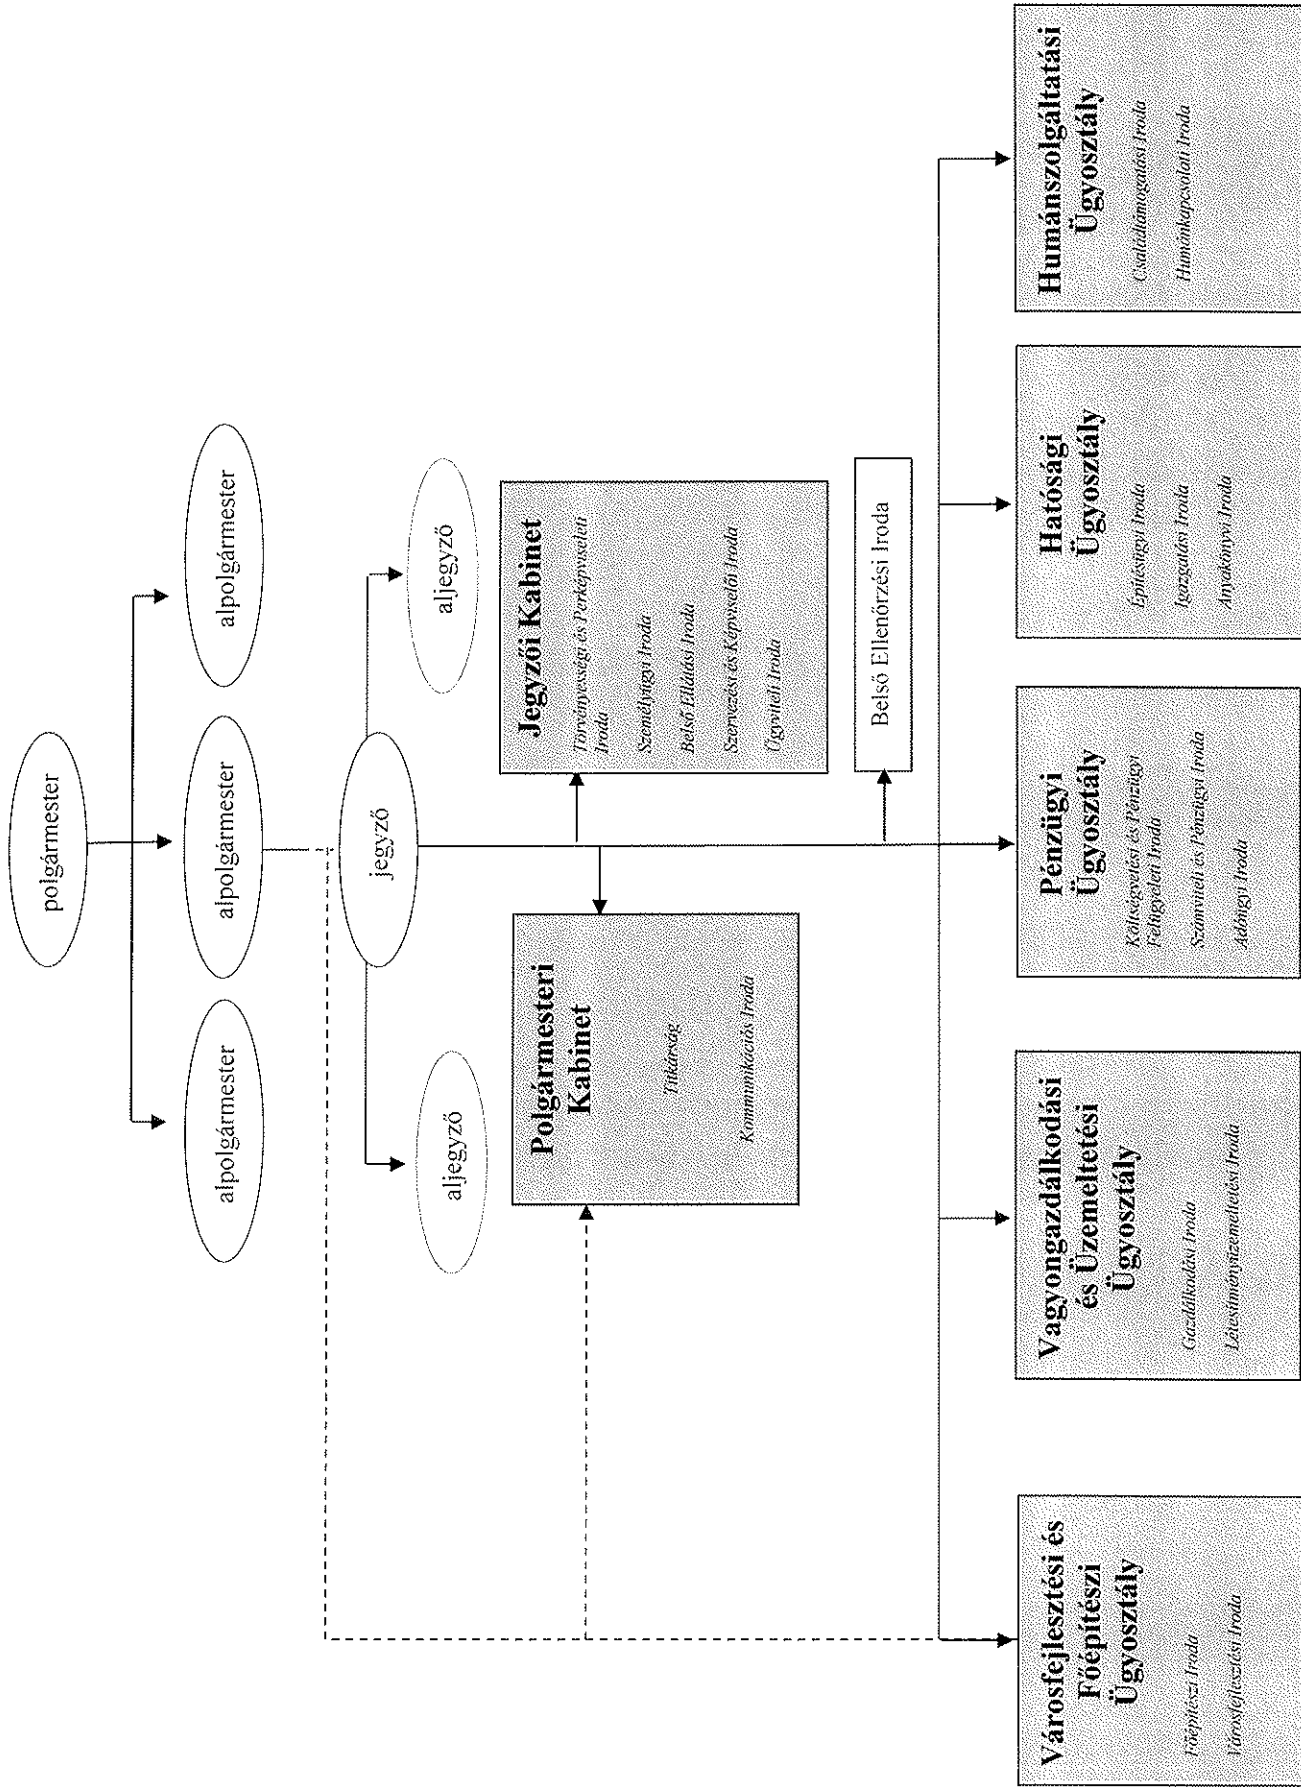 polgármester
alpolgármester
alpolgármester
alpolgármester
jegyző
aljegyző
aljegyző
Polgármesteri
Kabinet
Titkárság
Kommunikációs Iroda
Jegyzői Kabinet
Törvényességi és Perképviseleti
Iroda
Személyügyi Iroda
Belső Ellátási Iroda
Szervezési és Képviselői Iroda
Ügyviteli Iroda
Belső Ellenőrzési Iroda
Városfejlesztési és
Főépítészi
Ügyosztály
Főépítészi Iroda
Városfejlesztési Iroda
Vagyongazdálkodási
és Üzemeltetési
Ügyosztály
Gazdálkodási Iroda
Létesítményüzemeltetési Iroda
Pénzügyi
Ügyosztály
Költségvetési és Pénzügyi
Felügyeleti Iroda
Számviteli és Pénzügyi Iroda
Adóügyi Iroda
Hatósági
Ügyosztály
Építésügyi Iroda
Igazgatási Iroda
Anyakönyvi Iroda
Humánszolgáltatási
Ügyosztály
Családtámogatási Iroda
Humánkapcsolati Iroda